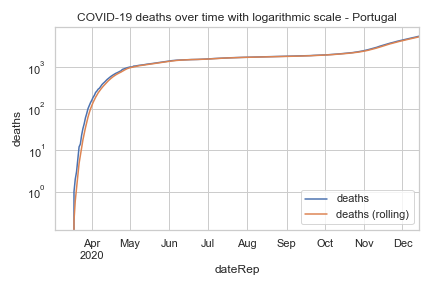 COVID-19 deaths over time with logarithmic scale - Portugal
deaths
10³
10²
10¹
10⁰
deaths
deaths (rolling)
Apr May Jun Jul Aug Sep Oct Nov Dec
2020
dateRep